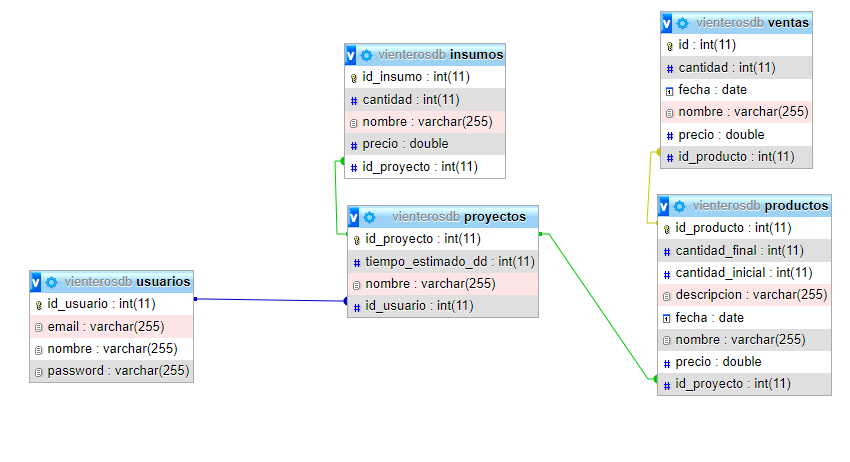 vienterosdb insumos
id_insumo : int(11)
# cantidad : int(11)
nombre : varchar(255)
# precio : double
# id_proyecto : int(11)
vienterosdb proyectos
id_proyecto : int(11)
# tiempo_estimado_dd : int(11)
nombre : varchar(255)
# id_usuario : int(11)
vienterosdb usuarios
id_usuario : int(11)
email : varchar(255)
nombre : varchar(255)
password : varchar(255)
vienterosdb ventas
id : int(11)
# cantidad : int(11)
fecha : date
nombre : varchar(255)
# precio : double
# id_producto : int(11)
vienterosdb productos
id_producto : int(11)
# cantidad_final : int(11)
# cantidad_inicial : int(11)
descripcion : varchar(255)
fecha : date
nombre : varchar(255)
# precio : double
# id_proyecto : int(11)